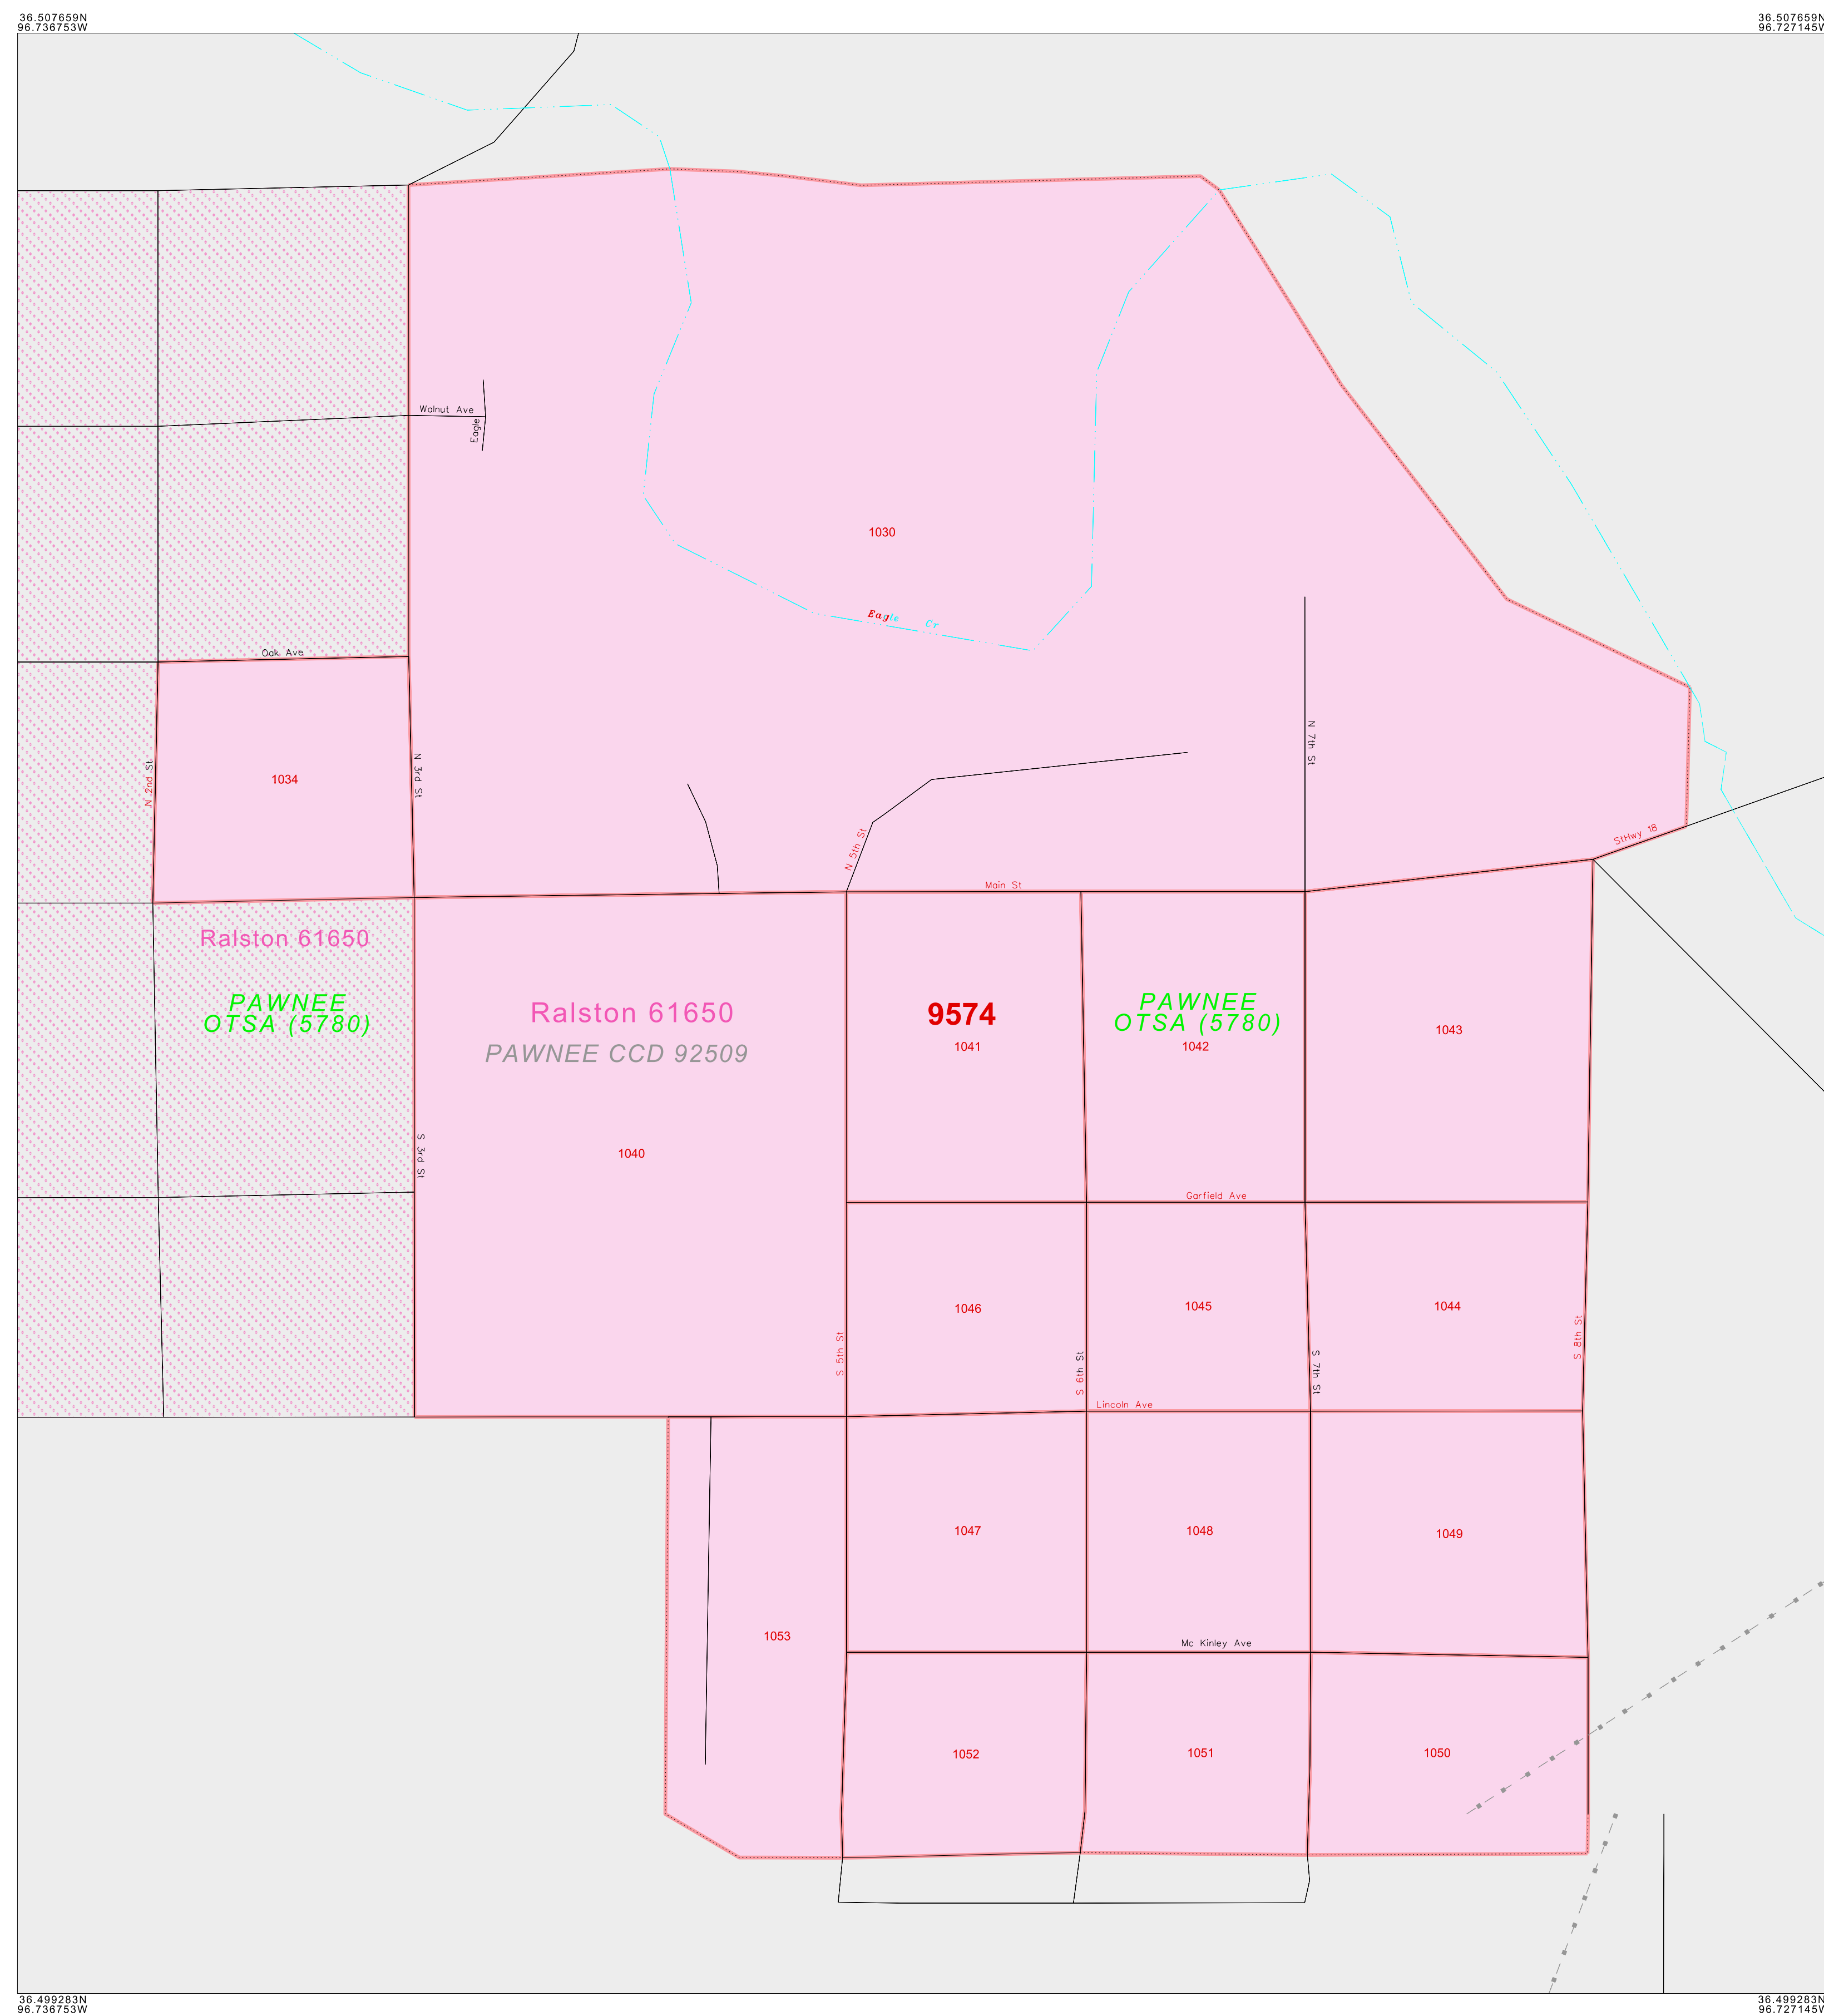 36.507659N
96.736753W
36.507659N
96.727145W
Walnut Ave
Eagle
1030
Eagle Cr
Oak Ave
N 2nd St
1034
N 3rd St
N 7th St
N 5th St
StHwy 18
Main St
Ralston 61650
PAWNEE
OTSA (5780)
Ralston 61650
PAWNEE CCD 92509
9574
1041
PAWNEE
OTSA (5780)
1042
1043
S 3rd St
1040
Garfield Ave
1046
1045
1044
S 5th St
S 6th St
S 7th St
S 8th St
Lincoln Ave
1047
1048
1049
1053
Mc Kinley Ave
1052
1051
1050
36.499283N
96.736753W
36.499283N
96.727145W